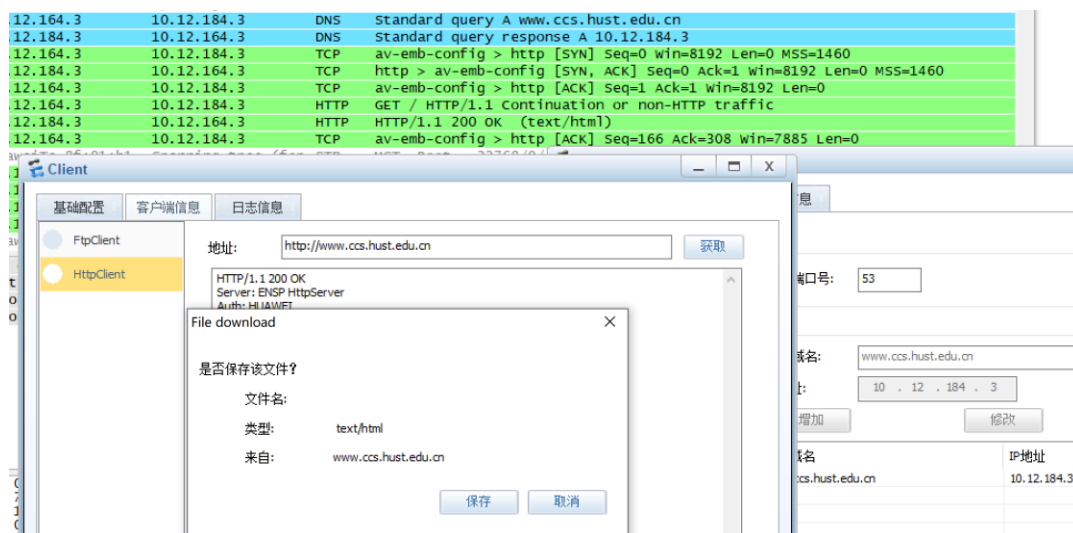 .12.164.3 10.12.184.3 DNS Standard query A www.ccs.hust.edu.cn
.12.184.3 10.12.164.3 DNS Standard query response A 10.12.184.3
.12.164.3 10.12.184.3 TCP av-emb-config > http [SYN] Seq=0 Win=8192 Len=0 MSS=1460
.12.184.3 10.12.164.3 TCP http > av-emb-config [SYN, ACK] Seq=0 Ack=1 Win=8192 Len=0 MSS=1460
.12.164.3 10.12.184.3 TCP av-emb-config > http [ACK] Seq=1 Ack=1 Win=8192 Len=0
.12.164.3 10.12.184.3 HTTP GET / HTTP/1.1 Continuation or non-HTTP traffic
.12.184.3 10.12.164.3 HTTP HTTP/1.1 200 OK (text/html)
.12.164.3 10.12.184.3 TCP av-emb-config > http [ACK] Seq=166 Ack=308 Win=7885 Len=0
Client
基础配置 客户端信息 日志信息
FtpClient
HttpClient
地址: http://www.ccs.hust.edu.cn 获取
HTTP/1.1 200 OK
Server: ENSP HttpServer
Auth: HUAWEI
File download
是否保存该文件?
文件名:
类型: text/html
来自: www.ccs.hust.edu.cn
保存 取消
息
端口号: 53
域名: www.ccs.hust.edu.cn
址: 10 . 12 . 184 . 3
增加 修改
域名 IP地址
ccs.hust.edu.cn 10.12.184.3